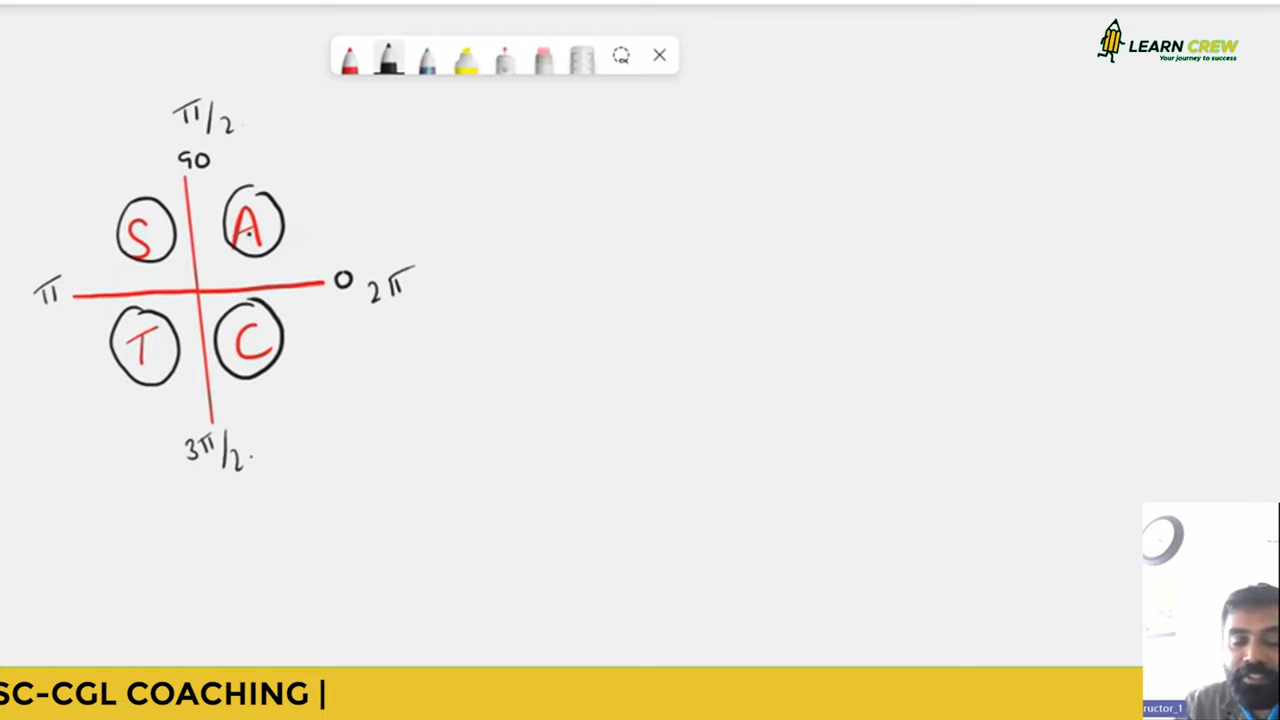 LEARN CREW
Your journey to success
π/2
90
S A
π 0 2π
T C
3π/2.
SC-CGL COACHING |
ructor_1